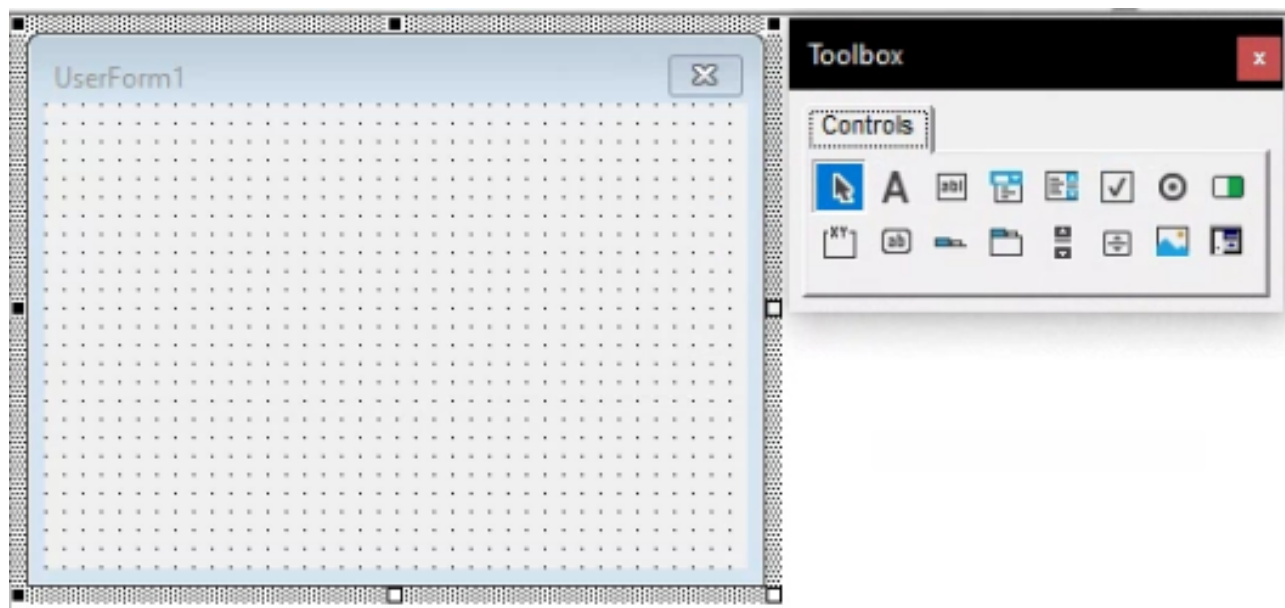 UserForm1
Toolbox
x
Controls
A
abl
XY
ab